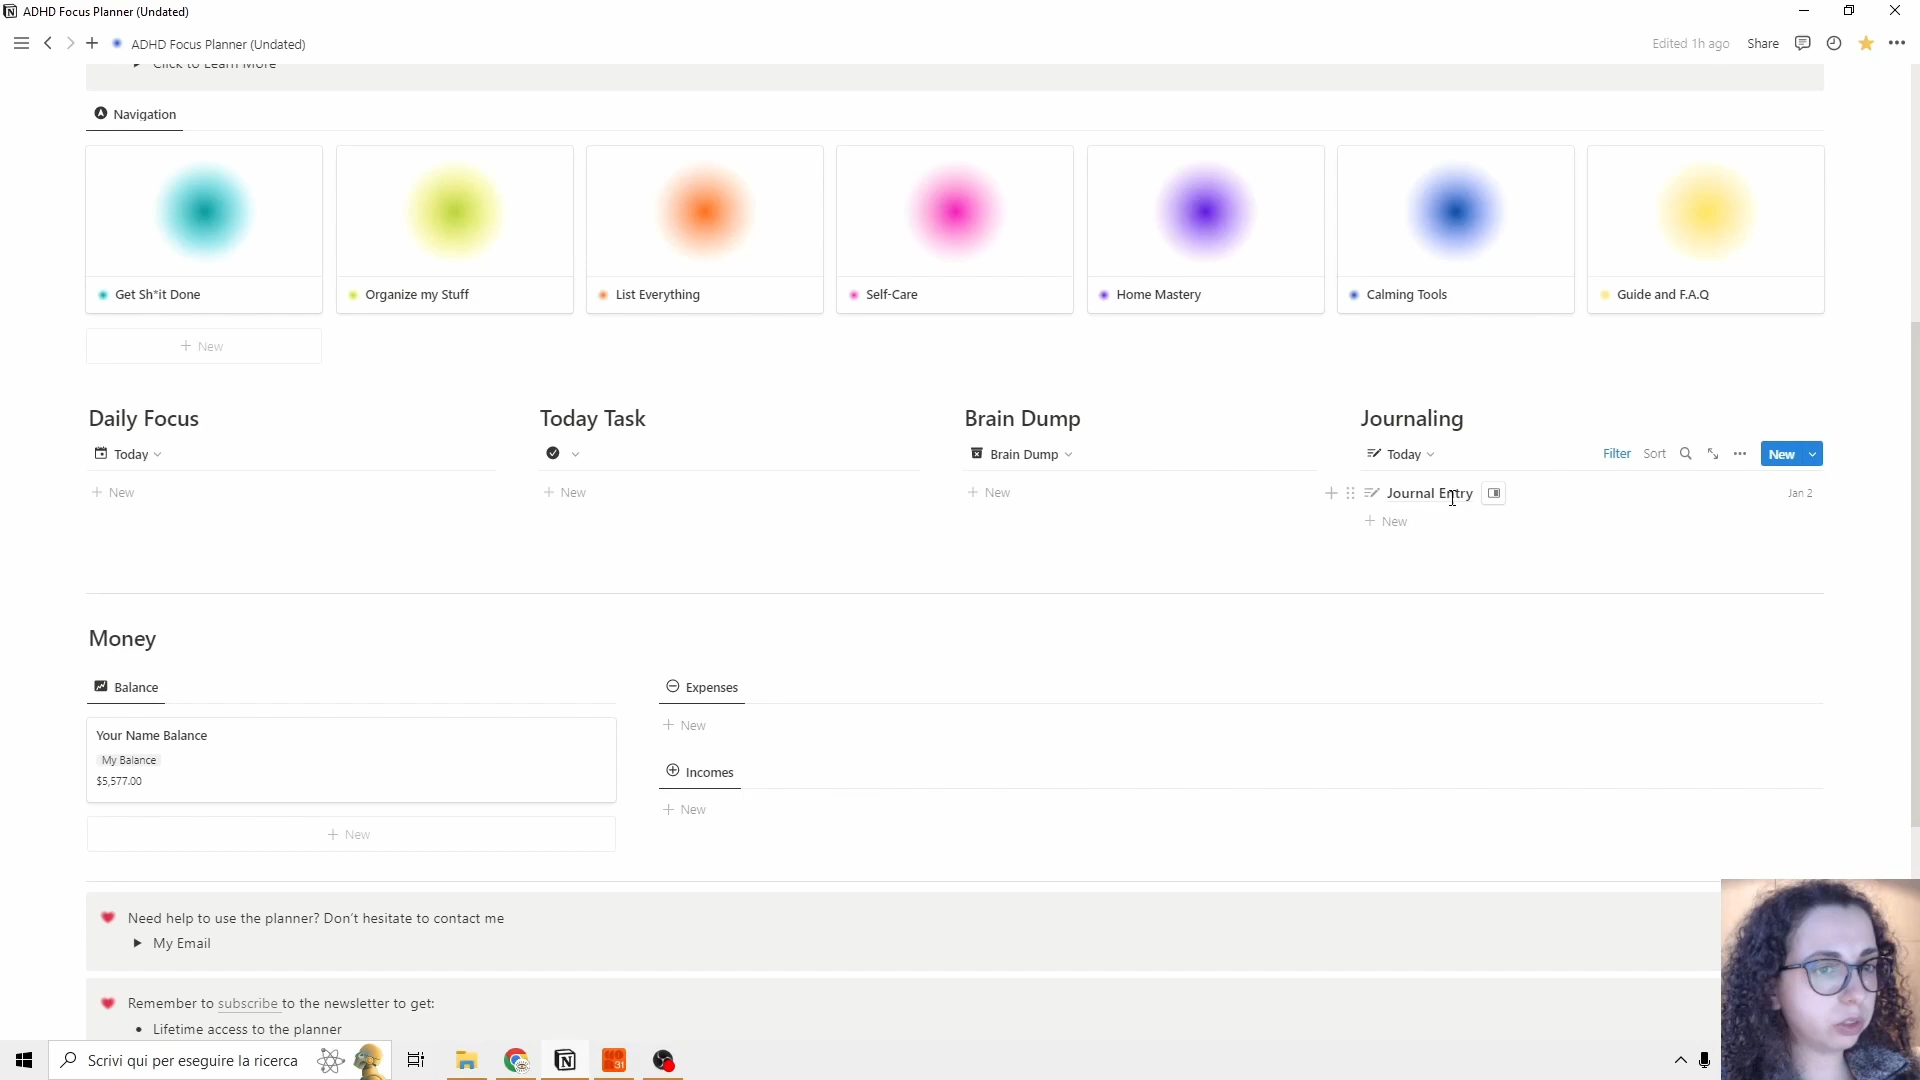 ADHD Focus Planner (Undated)
ADHD Focus Planner (Undated)
Edited 1h ago
Share
Click to Learn More
Navigation
Get Sh*it Done
Organize my Stuff
List Everything
Self-Care
Home Mastery
Calming Tools
Guide and F.A.Q
New
Daily Focus
Today
New
Today Task
New
Brain Dump
Brain Dump
New
Journaling
Today
Filter
Sort
New
Journal Entry
Jan 2
New
Money
Balance
Your Name Balance
My Balance
$5,577.00
New
Expenses
New
Incomes
New
Need help to use the planner? Don't hesitate to contact me
My Email
Remember to subscribe to the newsletter to get:
Lifetime access to the planner
Scrivi qui per eseguire la ricerca
31